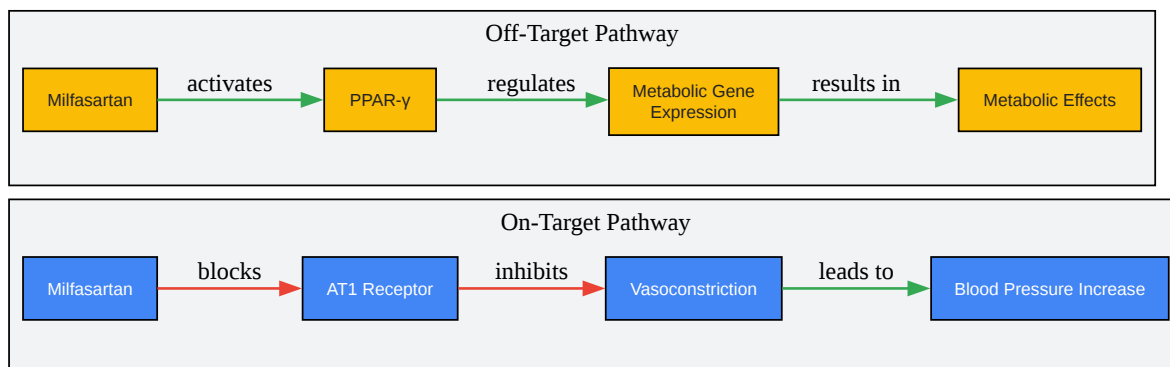 Off-Target Pathway
Milfasartan
activates
PPAR-γ
regulates
Metabolic Gene
Expression
results in
Metabolic Effects
On-Target Pathway
Milfasartan
blocks
AT1 Receptor
inhibits
Vasoconstriction
leads to
Blood Pressure Increase